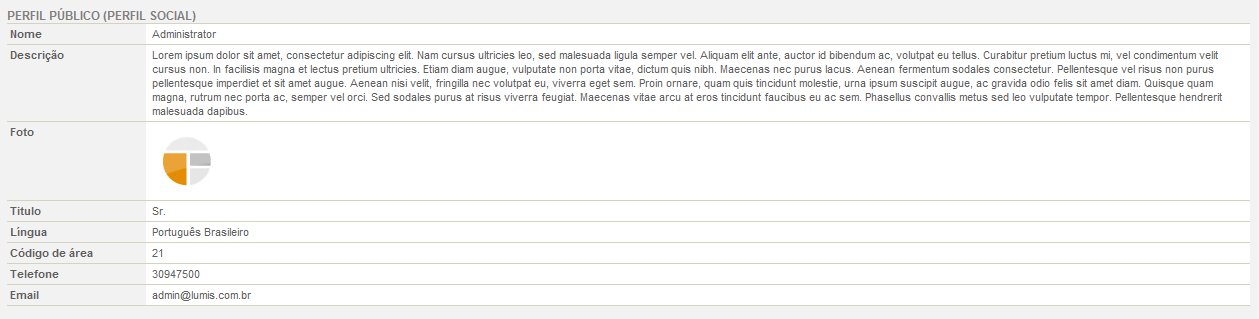 PERFIL PÚBLICO (PERFIL SOCIAL)
Nome Administrator
Descrição Lorem ipsum dolor sit amet, consectetur adipiscing elit. Nam cursus ultricies leo, sed malesuada ligula semper vel. Aliquam elit ante, auctor id bibendum ac, volutpat eu tellus. Curabitur pretium luctus mi, vel condimentum velit
cursus non. In facilisis magna et lectus pretium ultricies. Etiam diam augue, vulputate non porta vitae, dictum quis nibh. Maecenas nec purus lacus. Aenean fermentum sodales consectetur. Pellentesque vel risus non purus
pellentesque imperdiet et sit amet augue. Aenean nisi velit, fringilla nec volutpat eu, viverra eget sem. Proin ornare, quam quis tincidunt molestie, urna ipsum suscipit augue, ac gravida odio felis sit amet diam. Quisque quam
magna, rutrum nec porta ac, semper vel orci. Sed sodales purus at risus viverra feugiat. Maecenas vitae arcu at eros tincidunt faucibus eu ac sem. Phasellus convallis metus sed leo vulputate tempor. Pellentesque hendrerit
malesuada dapibus.
Foto
Titulo Sr.
Língua Português Brasileiro
Código de área 21
Telefone 30947500
Email admin@lumis.com.br